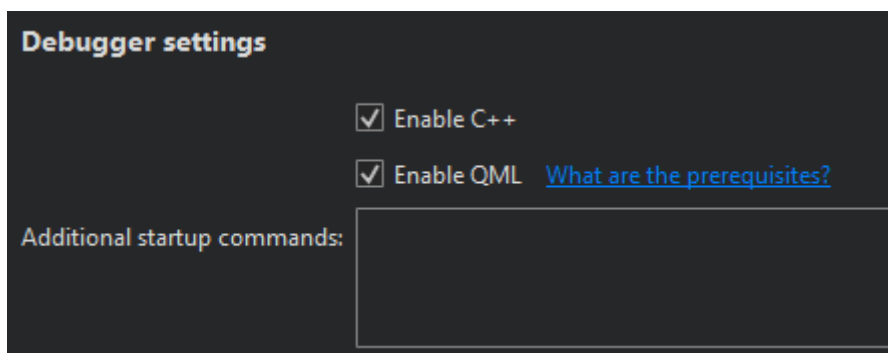 Debugger settings
Enable C++
Enable QML What are the prerequisites?
Additional startup commands: